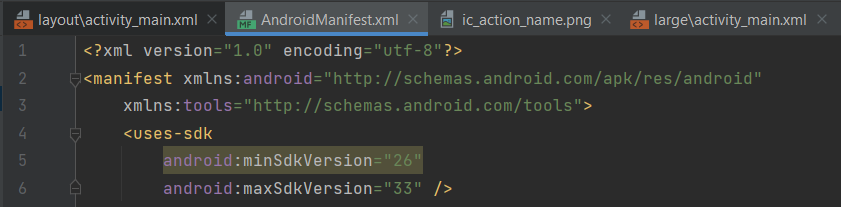 layout\activity_main.xml × AndroidManifest.xml × ic_action_name.png × large\activity_main.xml ×
1 <?xml version="1.0" encoding="utf-8"?>
2 <manifest xmlns:android="http://schemas.android.com/apk/res/android"
3 xmlns:tools="http://schemas.android.com/tools">
4 <uses-sdk
5 android:minSdkVersion="26"
6 android:maxSdkVersion="33" />